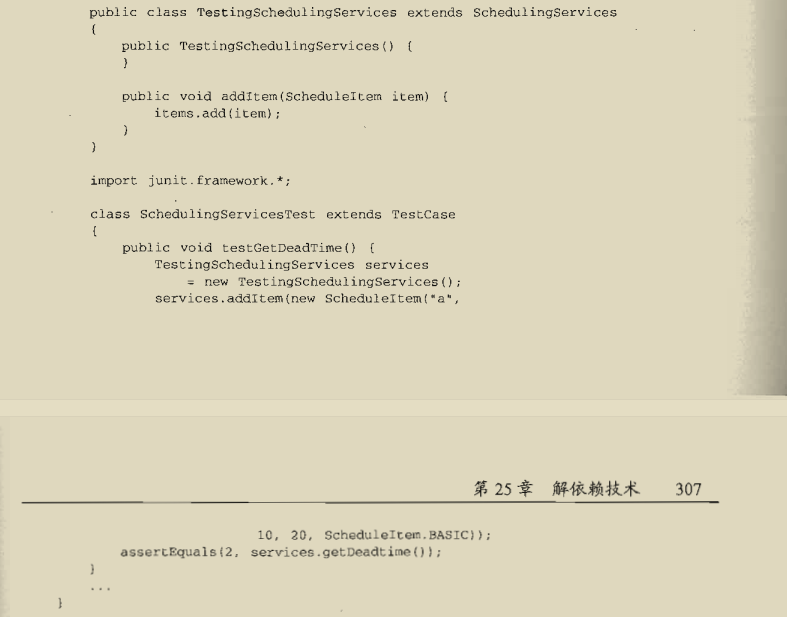 public class TestingSchedulingServices extends SchedulingServices
{
public TestingSchedulingServices() {
}
public void addItem(ScheduleItem item) {
items.add(item);
}
}
import junit.framework.*;
class SchedulingServicesTest extends TestCase
{
public void testGetDeadTime() {
TestingSchedulingServices services
= new TestingSchedulingServices();
services.addItem(new ScheduleItem("a",
第 25 章 解依赖技术 307
10, 20, ScheduleItem.BASIC));
assertEquals(2, services.getDeadtime());
}
...
}